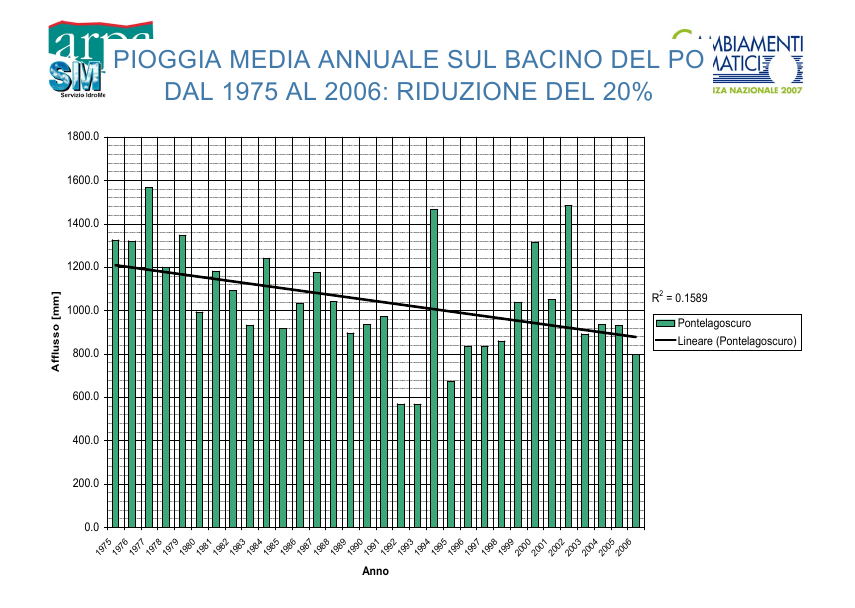 arpa
SIM
Servizio IdroMe
PIOGGIA MEDIA ANNUALE SUL BACINO DEL PO
DAL 1975 AL 2006: RIDUZIONE DEL 20%
MBIAMENTI
MATICI
ZA NAZIONALE 2007
1800.0
1600.0
1400.0
1200.0
1000.0
800.0
600.0
400.0
200.0
0.0
Afflusso [mm]
1975 1976 1977 1978 1979 1980 1981 1982 1983 1984 1985 1986 1987 1988 1989 1990 1991 1992 1993 1994 1995 1996 1997 1998 1999 2000 2001 2002 2003 2004 2005 2006
Anno
R² = 0.1589
Pontelagoscuro
Lineare (Pontelagoscuro)